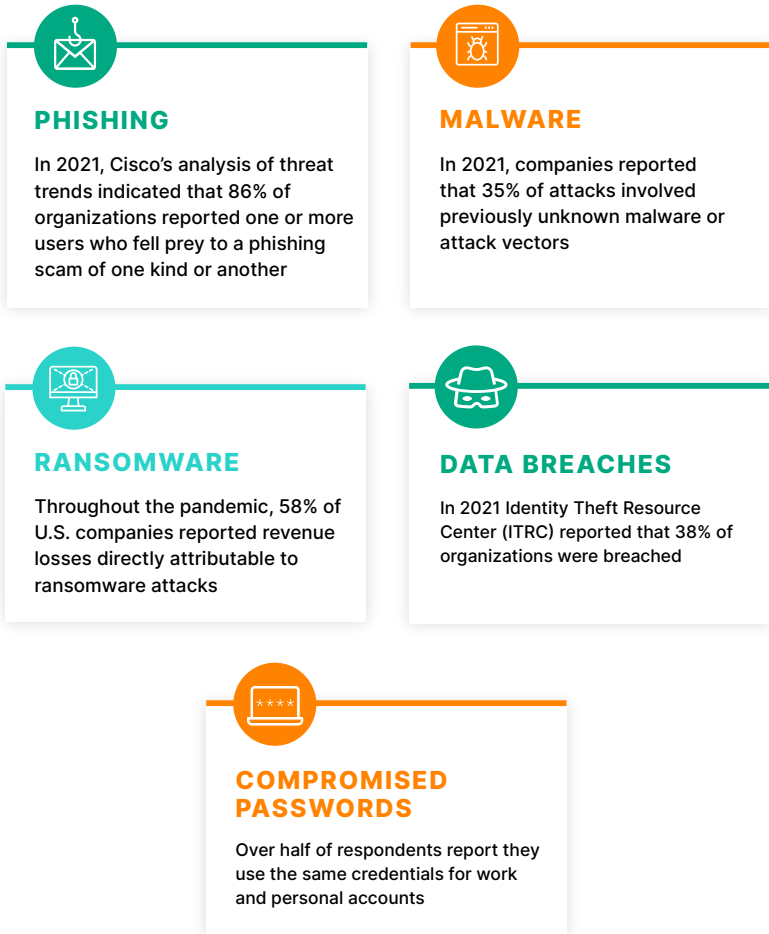 PHISHING
In 2021, Cisco’s analysis of threat
trends indicated that 86% of
organizations reported one or more
users who fell prey to a phishing
scam of one kind or another
MALWARE
In 2021, companies reported
that 35% of attacks involved
previously unknown malware or
attack vectors
RANSOMWARE
Throughout the pandemic, 58% of
U.S. companies reported revenue
losses directly attributable to
ransomware attacks
DATA BREACHES
In 2021 Identity Theft Resource
Center (ITRC) reported that 38% of
organizations were breached
****
COMPROMISED
PASSWORDS
Over half of respondents report they
use the same credentials for work
and personal accounts